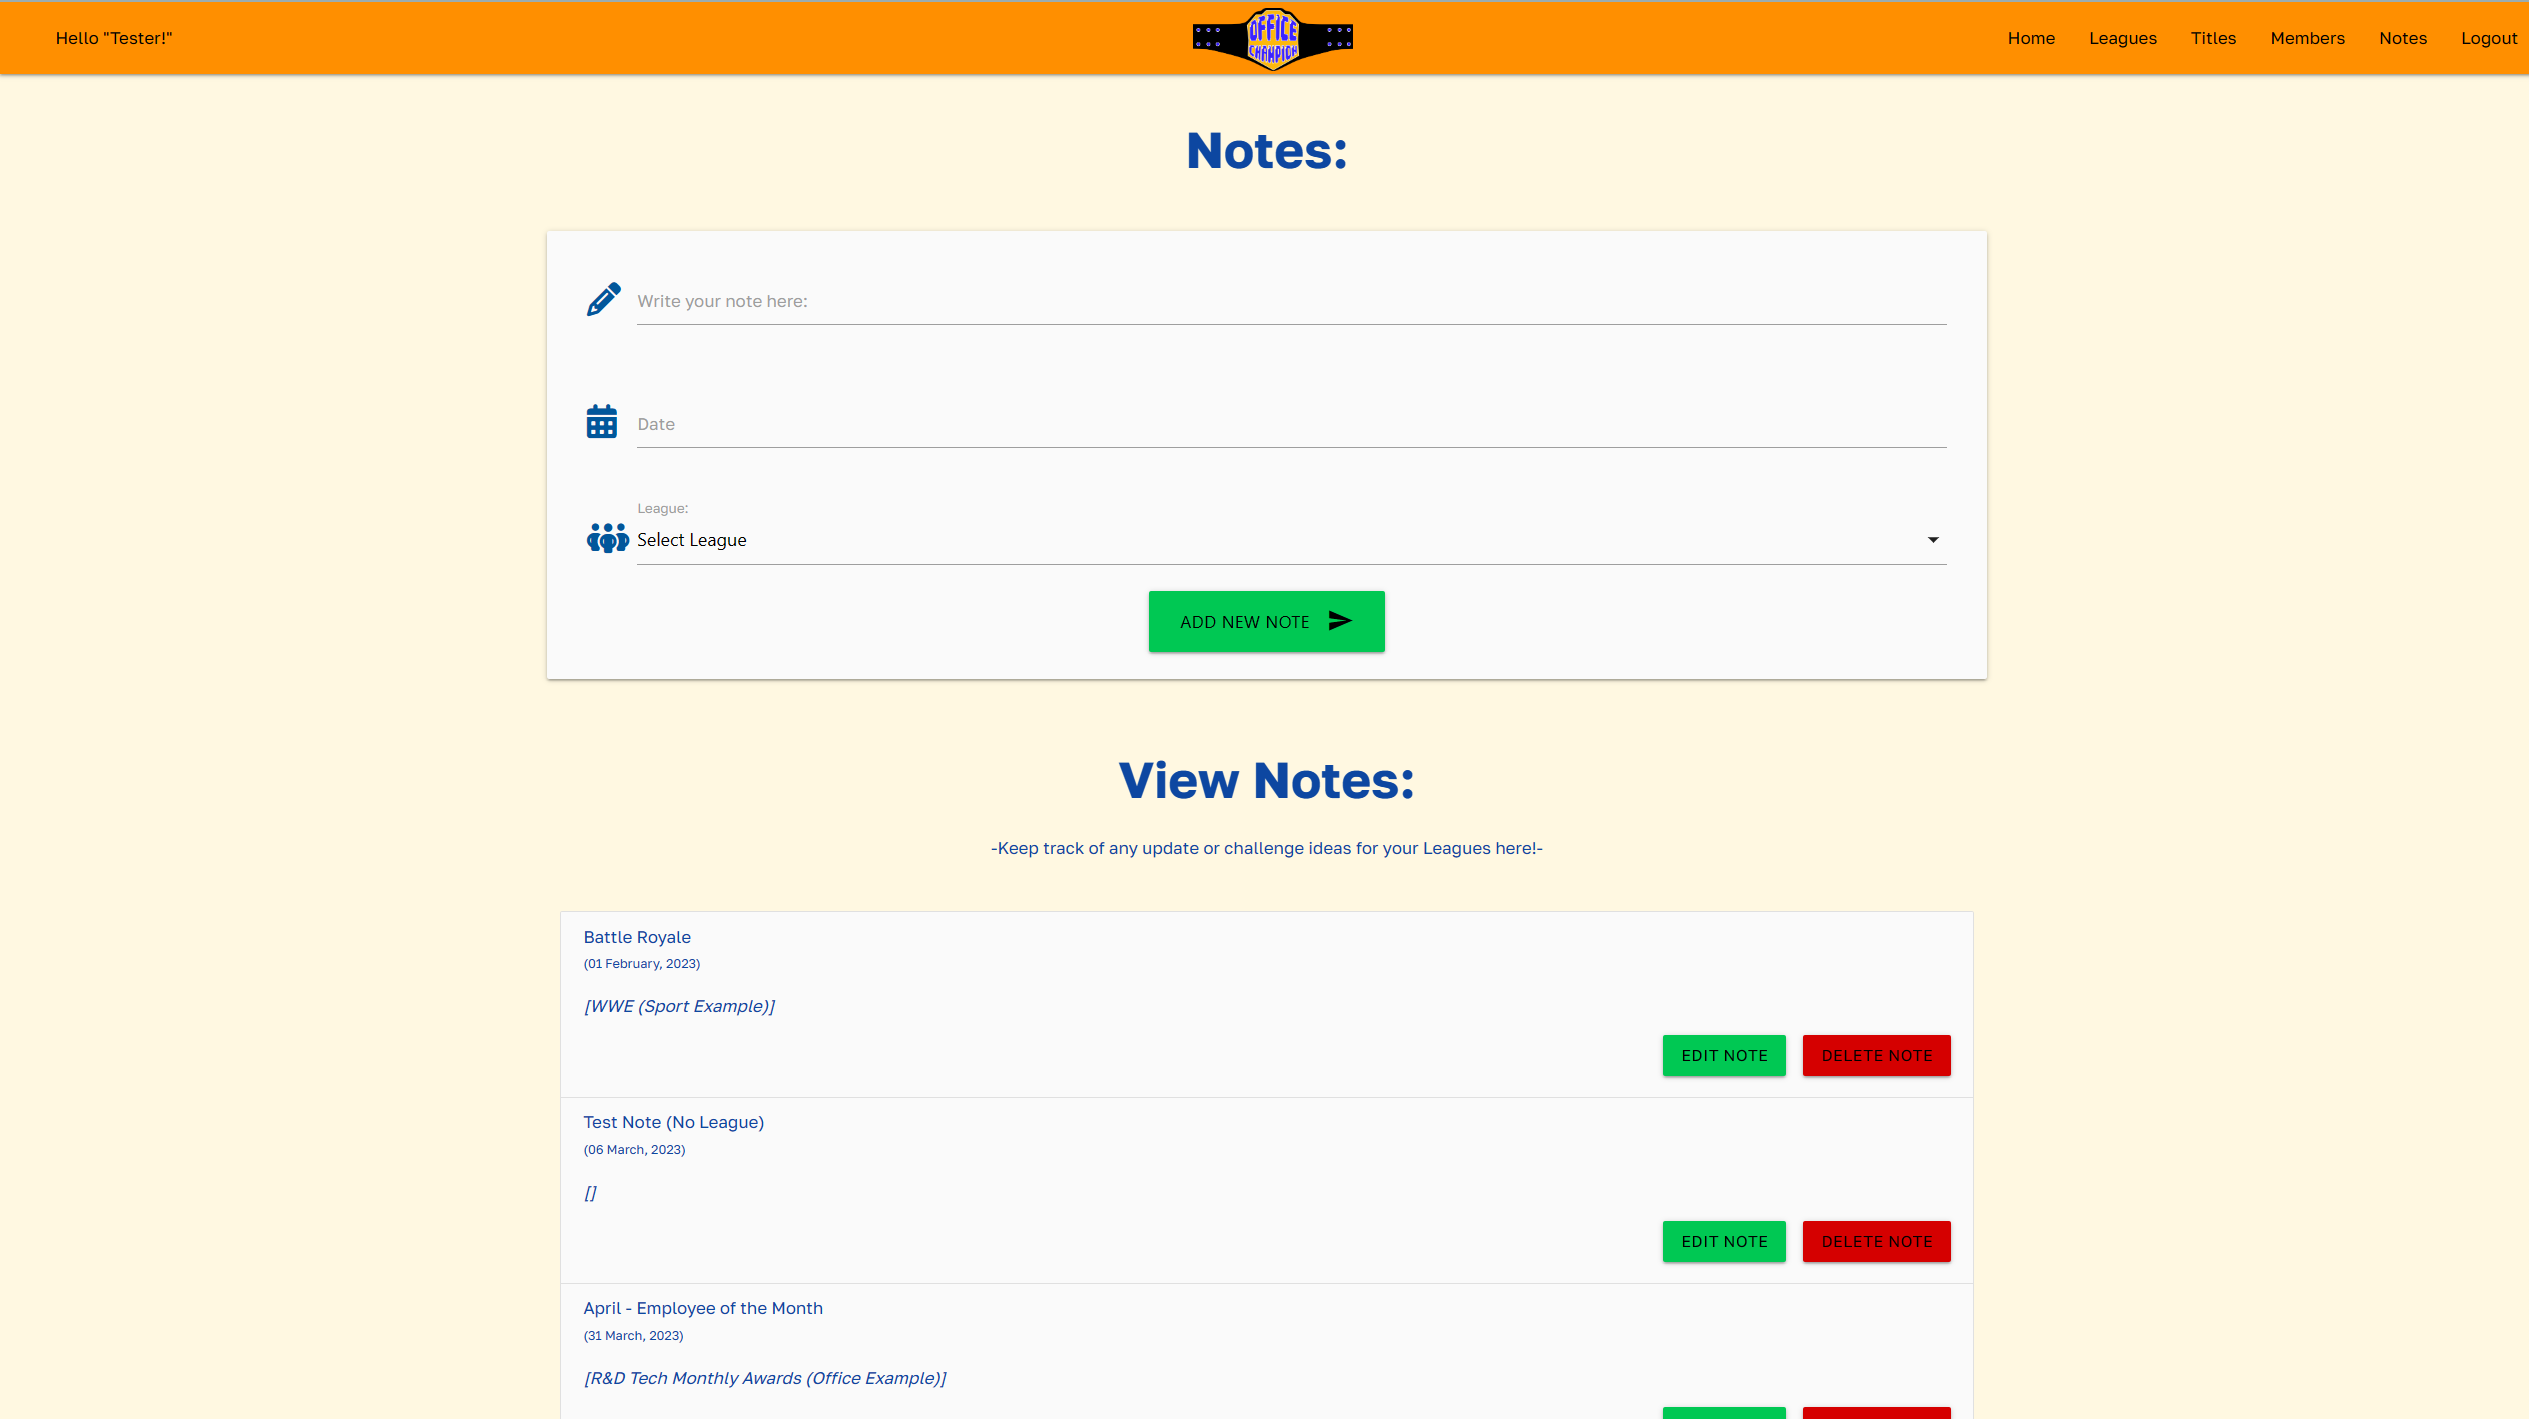 Hello "Tester!"
OFFICE
CHAMPION
Home Leagues Titles Members Notes Logout
Notes:
Write your note here:
Date
League:
Select League
ADD NEW NOTE
View Notes:
-Keep track of any update or challenge ideas for your Leagues here!-
Battle Royale
(01 February, 2023)
[WWE (Sport Example)]
EDIT NOTE DELETE NOTE
Test Note (No League)
(06 March, 2023)
[]
EDIT NOTE DELETE NOTE
April - Employee of the Month
(31 March, 2023)
[R&D Tech Monthly Awards (Office Example)]